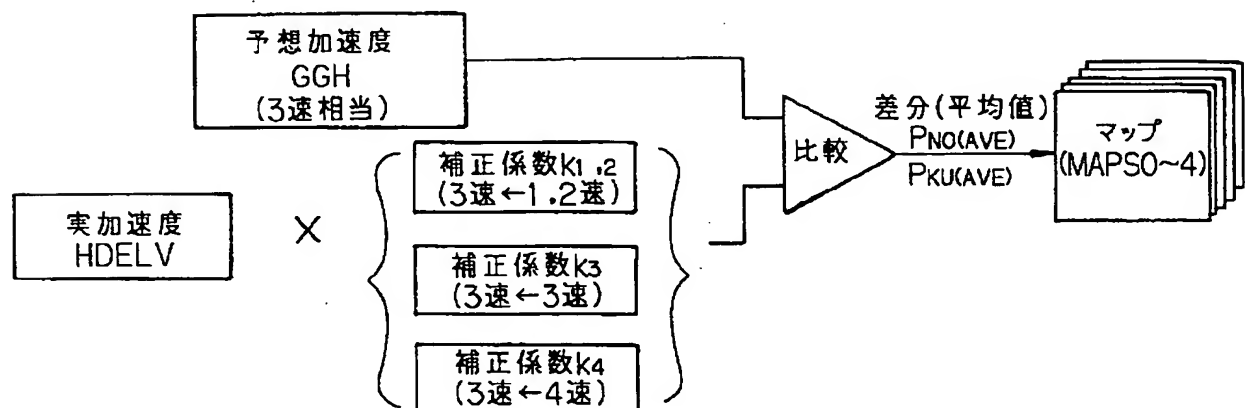 予想加速度
GGH
(3速相当)
実加速度
HDELV
×
補正係数K1,2
(3速←1,2速)
補正係数K3
(3速←3速)
補正係数K4
(3速←4速)
比較
差分(平均値)
PNO(AVE)
PKU(AVE)
マップ
(MAPS0~4)